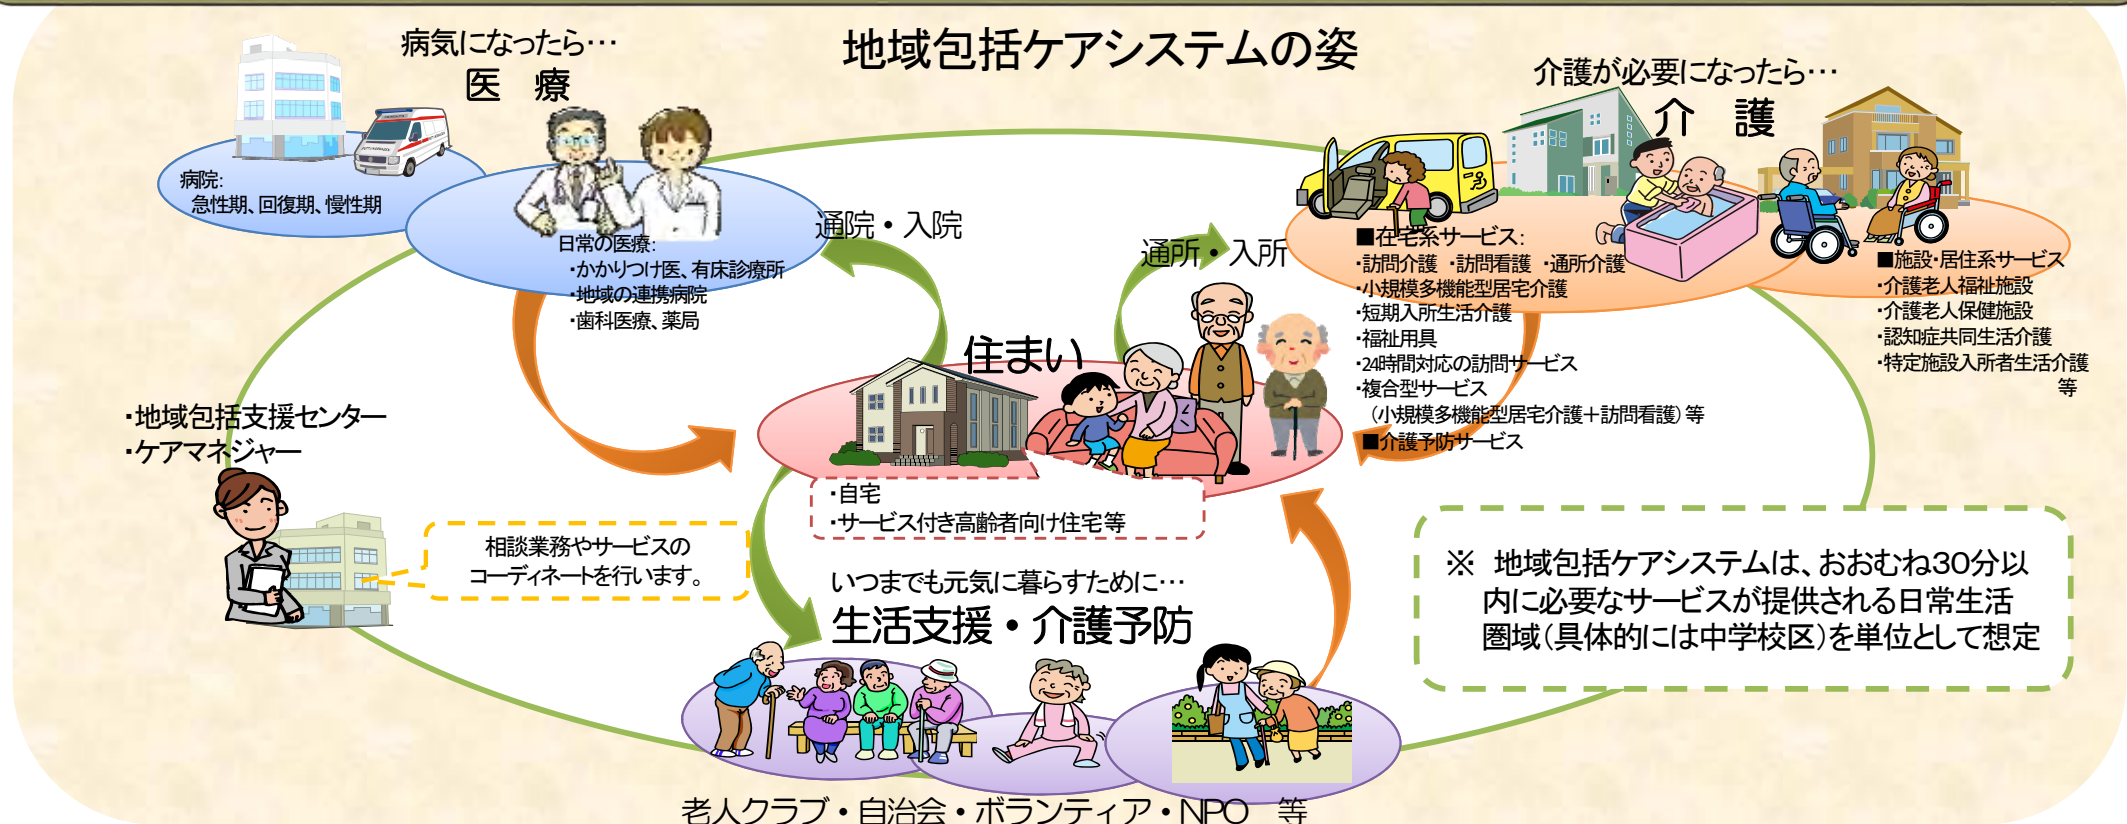 地域包括ケアシステムの姿
病気になったら…
医 療
病院:
急性期、回復期、慢性期
日常の医療:
・かかりつけ医、有床診療所
・地域の連携病院
・歯科医療、薬局
通院・入院
通所・入所
介護が必要になったら…
介 護
■在宅系サービス:
・訪問介護 ・訪問看護 ・通所介護
・小規模多機能型居宅介護
・短期入所生活介護
・福祉用具
・24時間対応の訪問サービス
・複合型サービス
（小規模多機能型居宅介護＋訪問看護）等
■介護予防サービス
■施設・居住系サービス
・介護老人福祉施設
・介護老人保健施設
・認知症共同生活介護
・特定施設入所者生活介護
等
住まい
・自宅
・サービス付き高齢者向け住宅等
・地域包括支援センター
・ケアマネジャー
相談業務やサービスの
コーディネートを行います。
いつまでも元気に暮らすために…
生活支援・介護予防
老人クラブ・自治会・ボランティア・NPO 等
※ 地域包括ケアシステムは、おおむね30分以
内に必要なサービスが提供される日常生活
圏域（具体的には中学校区）を単位として想定